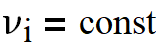 νᵢ = const